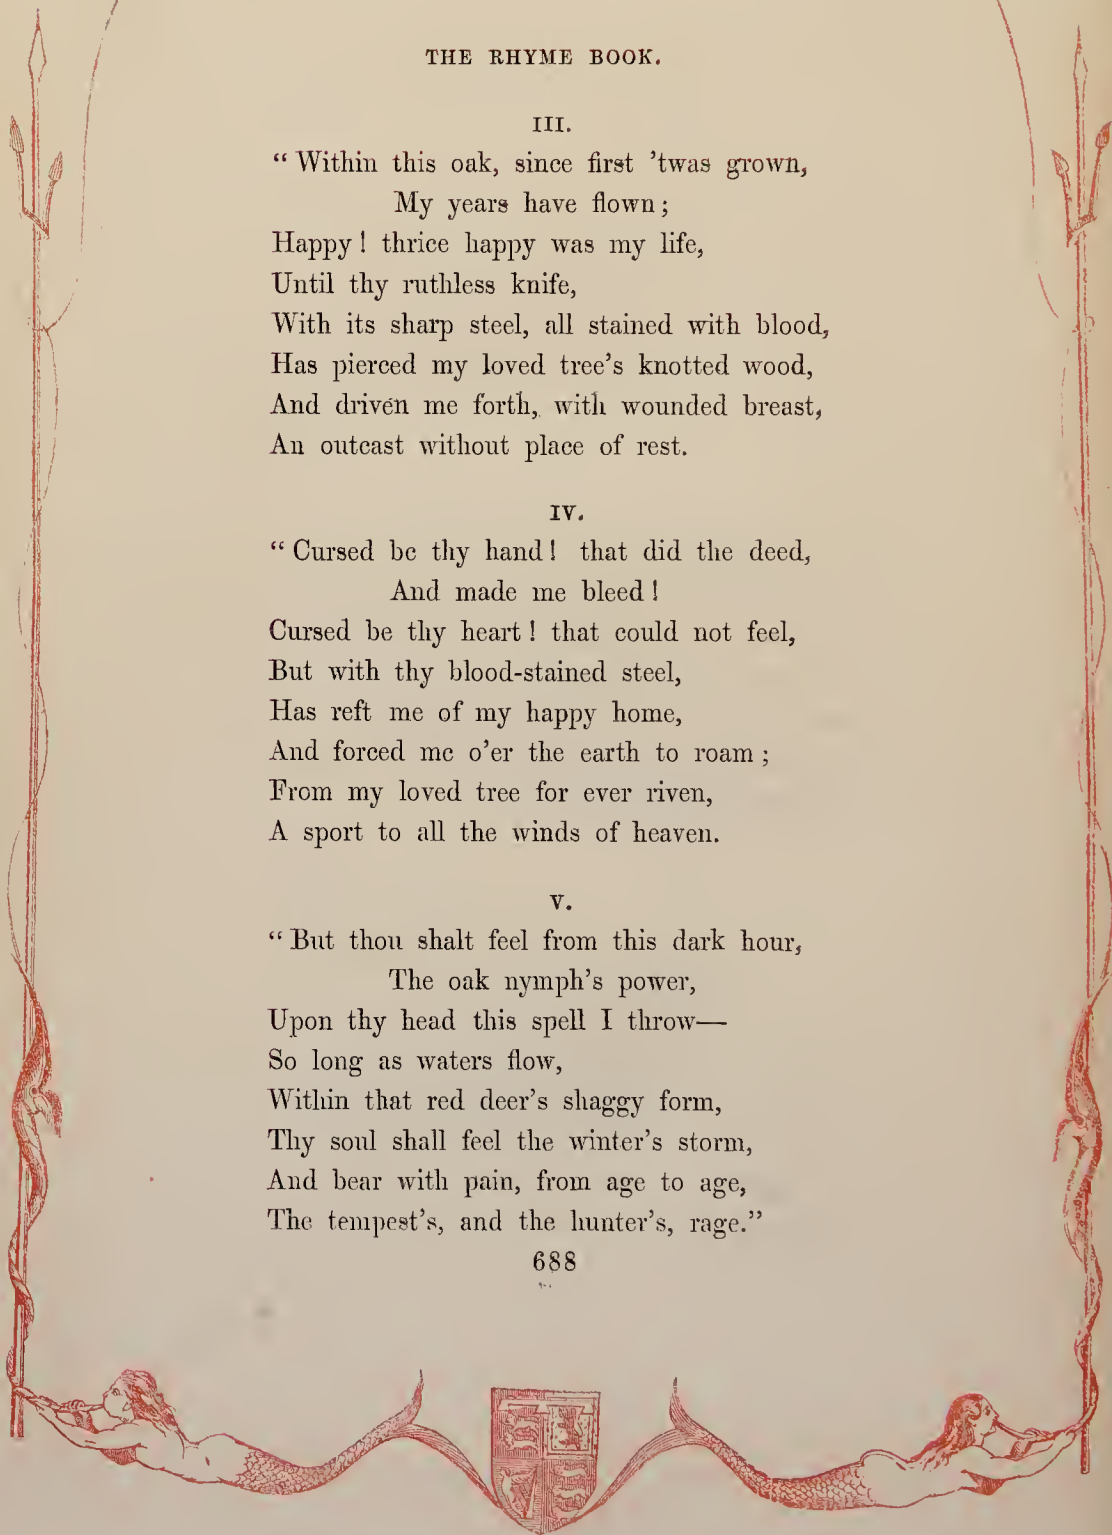 THE RHYME BOOK.
III.
“ Within this oak, since first ’twas grown,
My years have flown;
Happy! thrice happy was my life,
Until thy ruthless knife,
With its sharp steel, all stained with blood,
Has pierced my loved tree’s knotted wood,
And driven me forth, with wounded breast,
An outcast without place of rest.
IV.
“ Cursed be thy hand! that did the deed,
And made me bleed!
Cursed be thy heart! that could not feel,
But with thy blood-stained steel,
Has reft me of my happy home,
And forced me o’er the earth to roam;
From my loved tree for ever riven,
A sport to all the winds of heaven.
V.
“ But thou shalt feel from this dark hour,
The oak nymph’s power,
Upon thy head this spell I throw—
So long as waters flow,
Within that red deer’s shaggy form,
Thy soul shall feel the winter’s storm,
And bear with pain, from age to age,
The tempest’s, and the hunter’s, rage.”
688